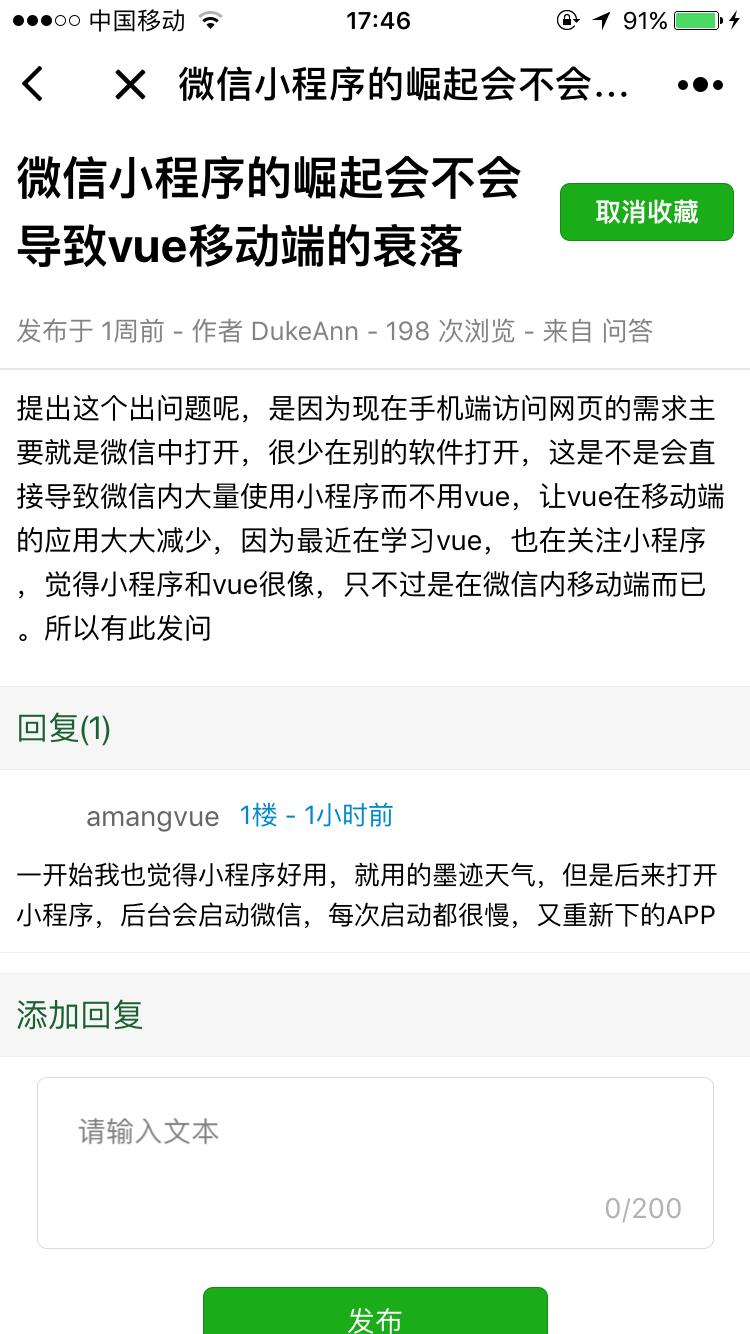 中国移动 17:46 91%
微信小程序的崛起会不会...
微信小程序的崛起会不会
导致vue移动端的衰落
取消收藏
发布于 1周前 - 作者 DukeAnn - 198 次浏览 - 来自 问答
提出这个出问题呢，是因为现在手机端访问网页的需求主
要就是微信中打开，很少在别的软件打开，这是不是会直
接导致微信内大量使用小程序而不用vue，让vue在移动端
的应用大大减少，因为最近在学习vue，也在关注小程序
，觉得小程序和vue很像，只不过是在微信内移动端而已
。所以有此发问
回复(1)
amangvue 1楼 - 1小时前
一开始我也觉得小程序好用，就用的墨迹天气，但是后来打开
小程序，后台会启动微信，每次启动都很慢，又重新下的APP
添加回复
请输入文本
0/200
发布